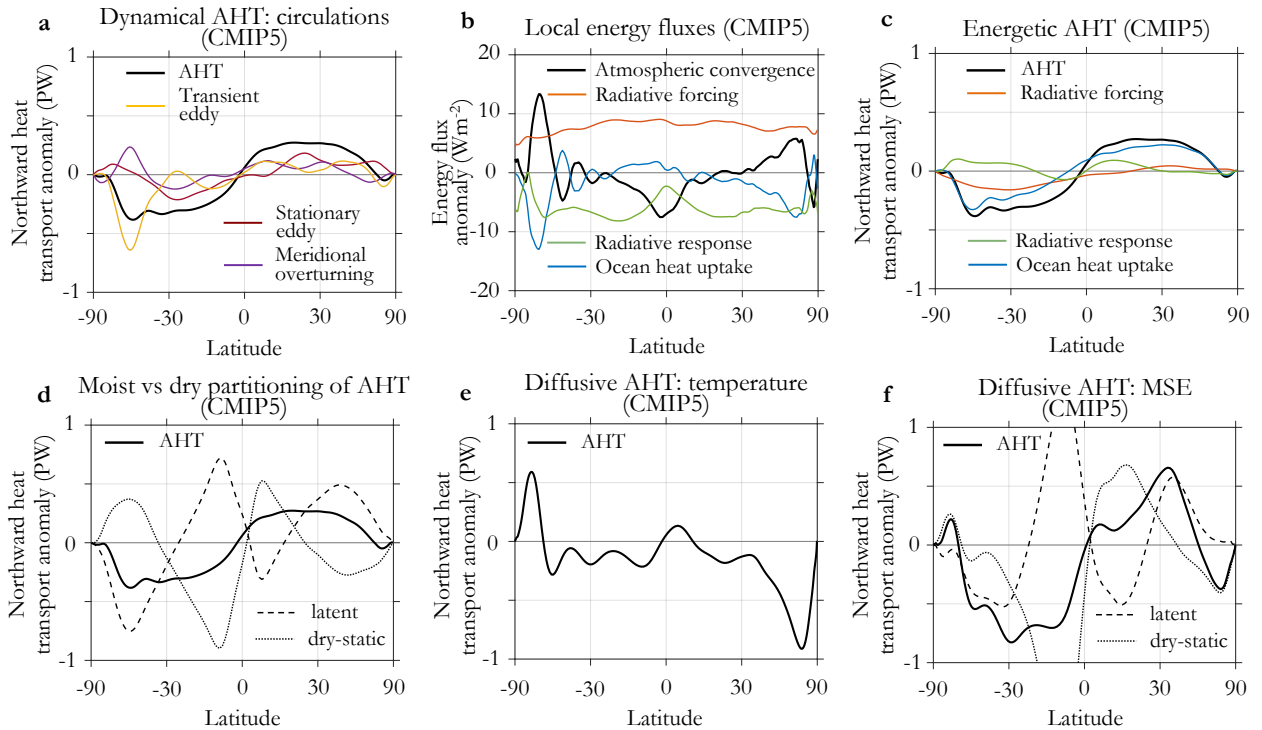 a
Dynamical AHT: circulations
(CMIP5)
Northward heat
transport anomaly (PW)
1
0
-1
AHT
Transient
eddy
Stationary
eddy
Meridional
overturning
-90
-30
0
30
90
Latitude
b
Local energy fluxes (CMIP5)
Energy flux
anomaly (Wm-2)
20
10
0
-10
-20
Atmospheric convergence
Radiative forcing
Radiative response
Ocean heat uptake
-90
-30
0
30
90
Latitude
c
Energetic AHT (CMIP5)
Northward heat
transport anomaly (PW)
1
0
-1
AHT
Radiative forcing
Radiative response
Ocean heat uptake
-90
-30
0
30
90
Latitude
d
Moist vs dry partitioning of AHT
(CMIP5)
Northward heat
transport anomaly (PW)
1
0
-1
AHT
latent
dry-static
-90
-30
0
30
90
Latitude
e
Diffusive AHT: temperature
(CMIP5)
Northward heat
transport anomaly (PW)
1
0
-1
AHT
-90
-30
0
30
90
Latitude
f
Diffusive AHT: MSE
(CMIP5)
Northward heat
transport anomaly (PW)
1
0
-1
AHT
latent
dry-static
-90
-30
0
30
90
Latitude